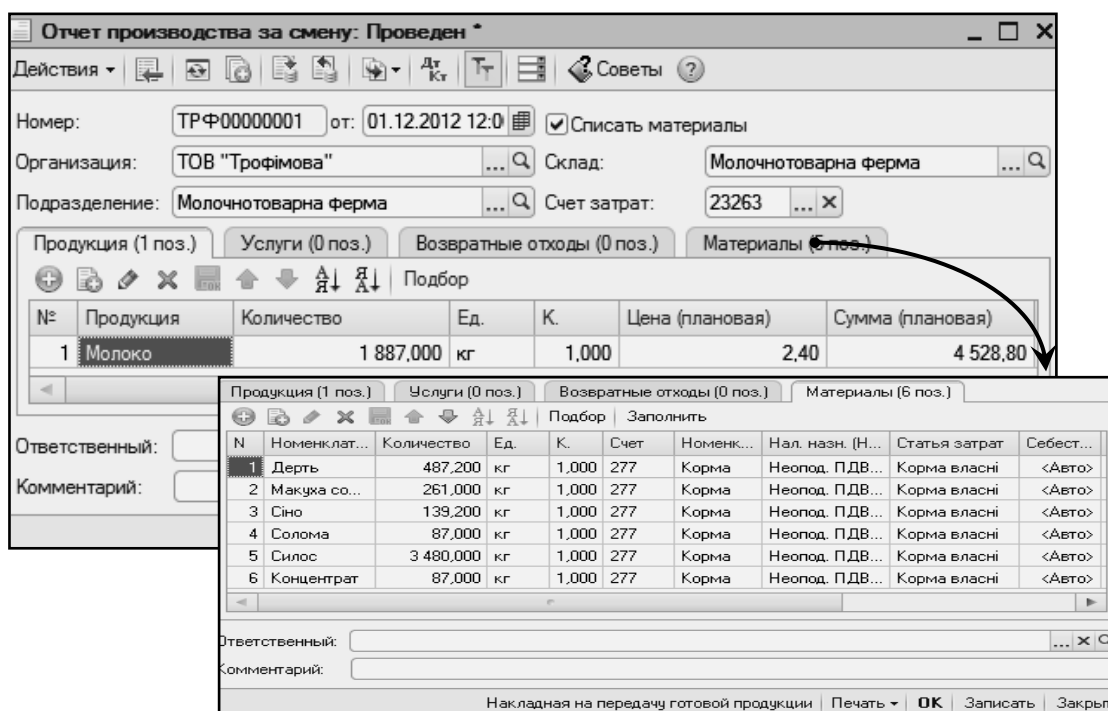 Отчет производства за смену: Проведен *
Действия Дт Кт Советы
Номер: ТРФ00000001 от: 01.12.2012 12:0 Списать материалы
Организация: ТОВ "Трофімова" ... Склад: Молочнотоварна ферма ...
Подразделение: Молочнотоварна ферма ... Счет затрат: 23263 ...
Продукция (1 поз.) Услуги (0 поз.) Возвратные отходы (0 поз.) Материалы (5 поз.)
Подбор
№ Продукция Количество Ед. К. Цена (плановая) Сумма (плановая)
1 Молоко 1 887,000 кг 1,000 2,40 4 528,80
Ответственный:
Комментарий:
Продукция (1 поз.) Услуги (0 поз.) Возвратные отходы (0 поз.) Материалы (6 поз.)
Подбор Заполнить
N Номенклат... Количество Ед. К. Счет Номенк... Нал. назн. (Н... Статья затрат Себест...
1 Дерть 487,200 кг 1,000 277 Корма Неопод. ПДВ... Корма власні <Авто>
2 Макуха со... 261,000 кг 1,000 277 Корма Неопод. ПДВ... Корма власні <Авто>
3 Сіно 139,200 кг 1,000 277 Корма Неопод. ПДВ... Корма власні <Авто>
4 Солома 87,000 кг 1,000 277 Корма Неопод. ПДВ... Корма власні <Авто>
5 Силос 3 480,000 кг 1,000 277 Корма Неопод. ПДВ... Корма власні <Авто>
6 Концентрат 87,000 кг 1,000 277 Корма Неопод. ПДВ... Корма власні <Авто>
Ответственный: ...
Комментарий:
Накладная на передачу готовой продукции Печать OK Записать Закры